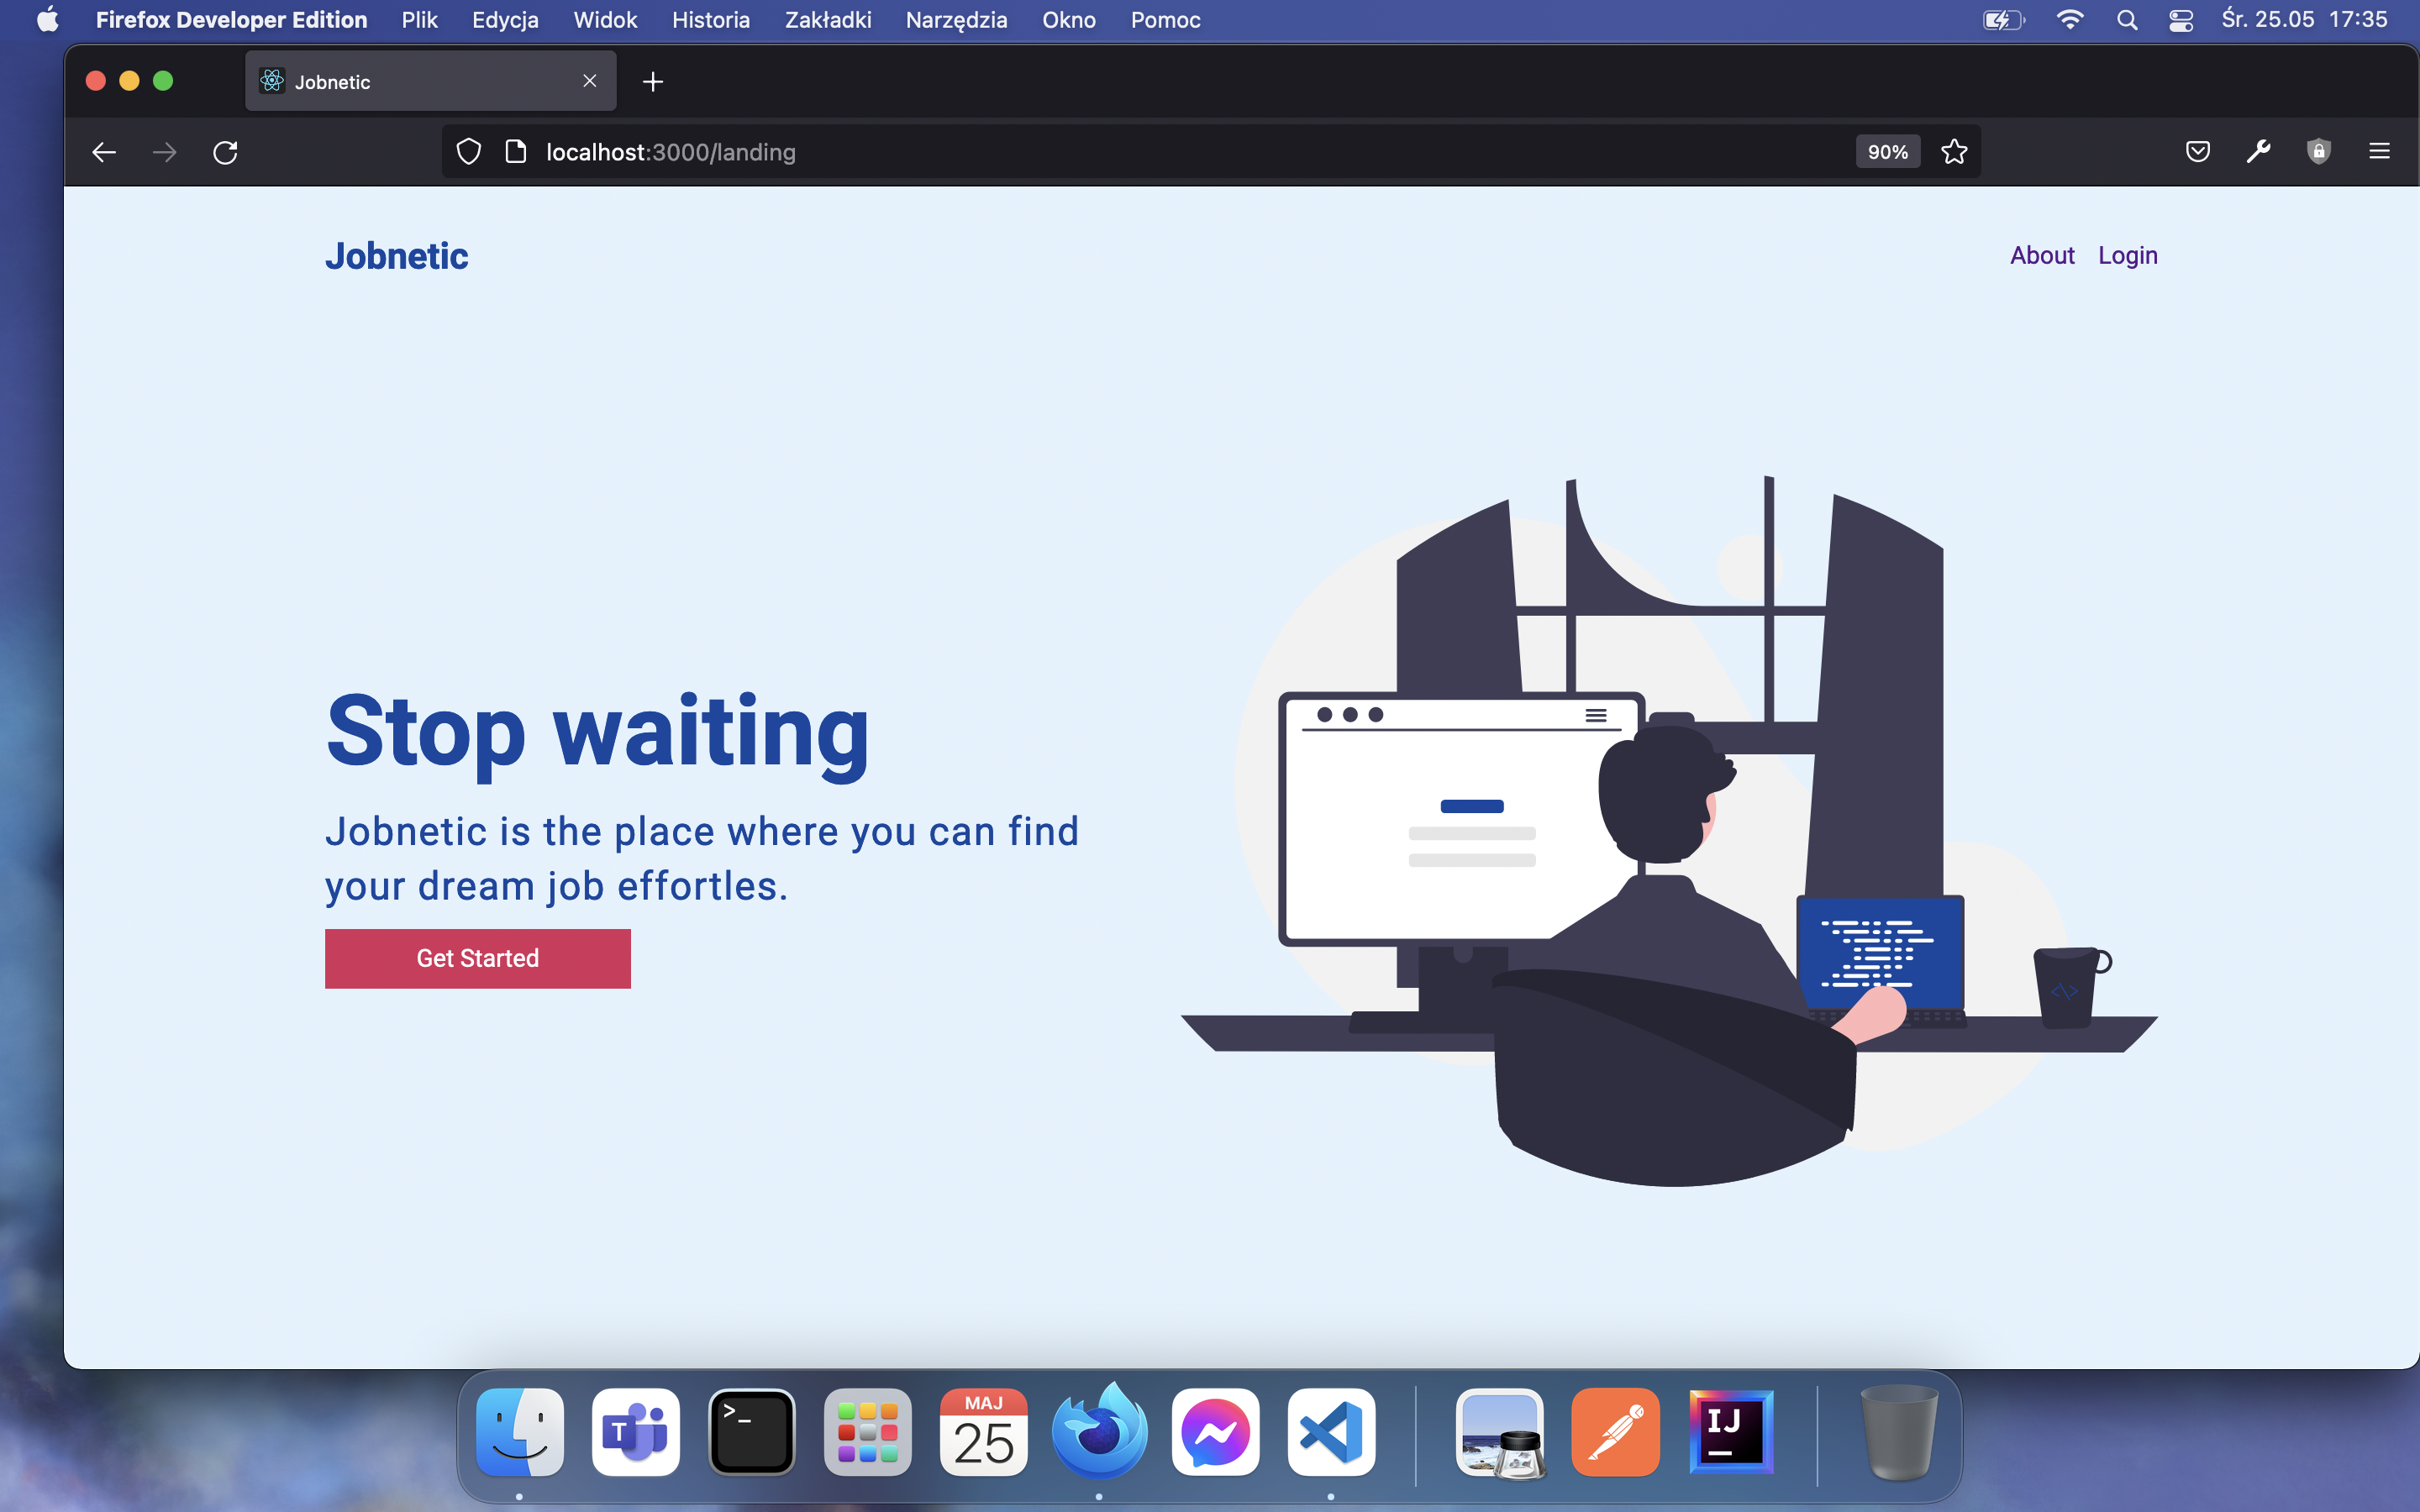 Firefox Developer Edition Plik Edycja Widok Historia Zakładki Narzędzia Okno Pomoc Śr. 25.05 17:35
Jobnetic
localhost:3000/landing 90%
Jobnetic About Login
Stop waiting
Jobnetic is the place where you can find
your dream job effortles.
Get Started
</>
T
>_
MAJ
25
IJ